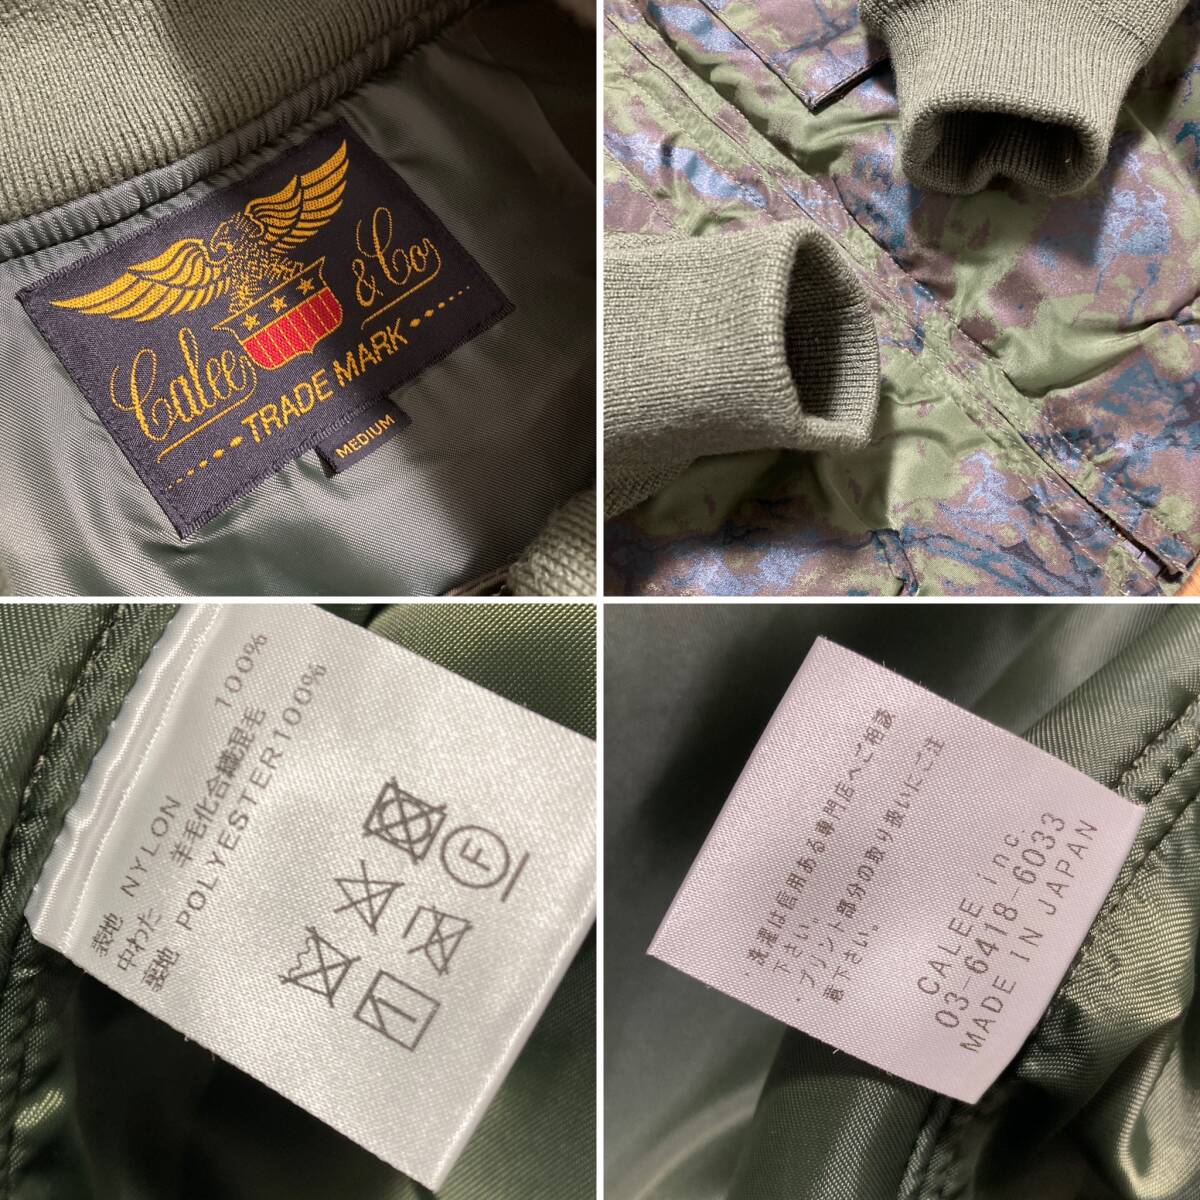 Calee & Co
TRADE MARK
MEDIUM
表地 NYLON 100%
中わた 羊毛化合繊混毛
裏地 POLYESTER100%
F
・洗濯は信用ある専門店へご相談
下さい
・プリント部分の取り扱いにご注
意下さい。
CALEE inc.
03-6418-6033
MADE IN JAPAN